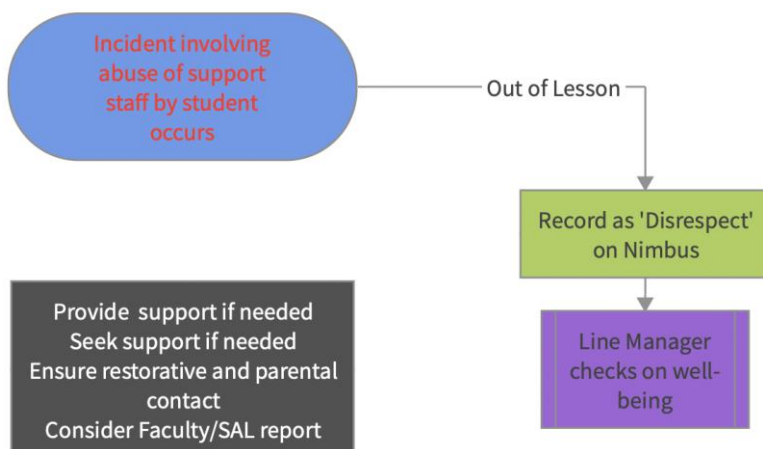 Incident involving
abuse of support
staff by student
occurs
Out of Lesson
Record as 'Disrespect'
on Nimbus
Provide support if needed
Seek support if needed
Ensure restorative and parental
contact
Consider Faculty/SAL report
Line Manager
checks on well-
being